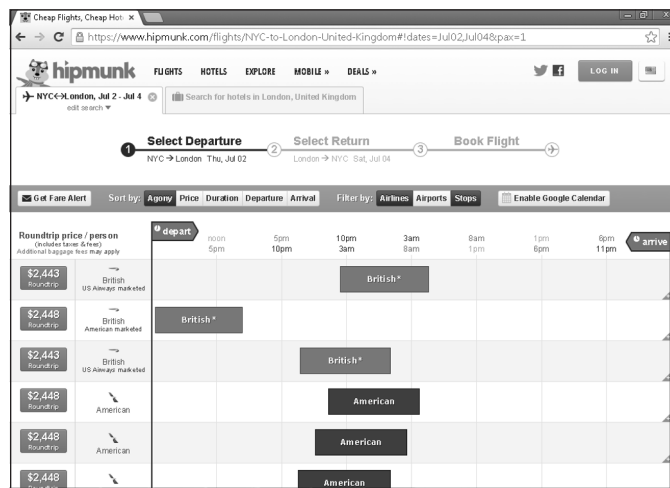 Cheap Flights, Cheap Hot
https://www.hipmunk.com/flights/NYC-to-London-United-Kingdom#!dates=Jul02,Jul04&pax=1
hipmunk FLIGHTS HOTELS EXPLORE MOBILE » DEALS » LOG IN
NYC<->London, Jul 2 - Jul 4 Search for hotels in London, United Kingdom
edit search ▼
Select Departure Select Return Book Flight
1 2 3
NYC → London Thu, Jul 02 London → NYC Sat, Jul 04
Get Fare Alert Sort by: Agony Price Duration Departure Arrival Filter by: Airlines Airports Stops Enable Google Calendar
Roundtrip price / person
(includes taxes & fees)
Additional baggage fees may apply
depart noon 5pm 10pm 3am 8am 1pm 6pm arrive
5pm 10pm 3am 8am 1pm 6pm 11pm
$2,443 Roundtrip British US Airways marketed British*
$2,448 Roundtrip British American marketed British*
$2,443 Roundtrip British US Airways marketed British*
$2,448 Roundtrip American American
$2,448 Roundtrip American American
$2,448 Roundtrip American